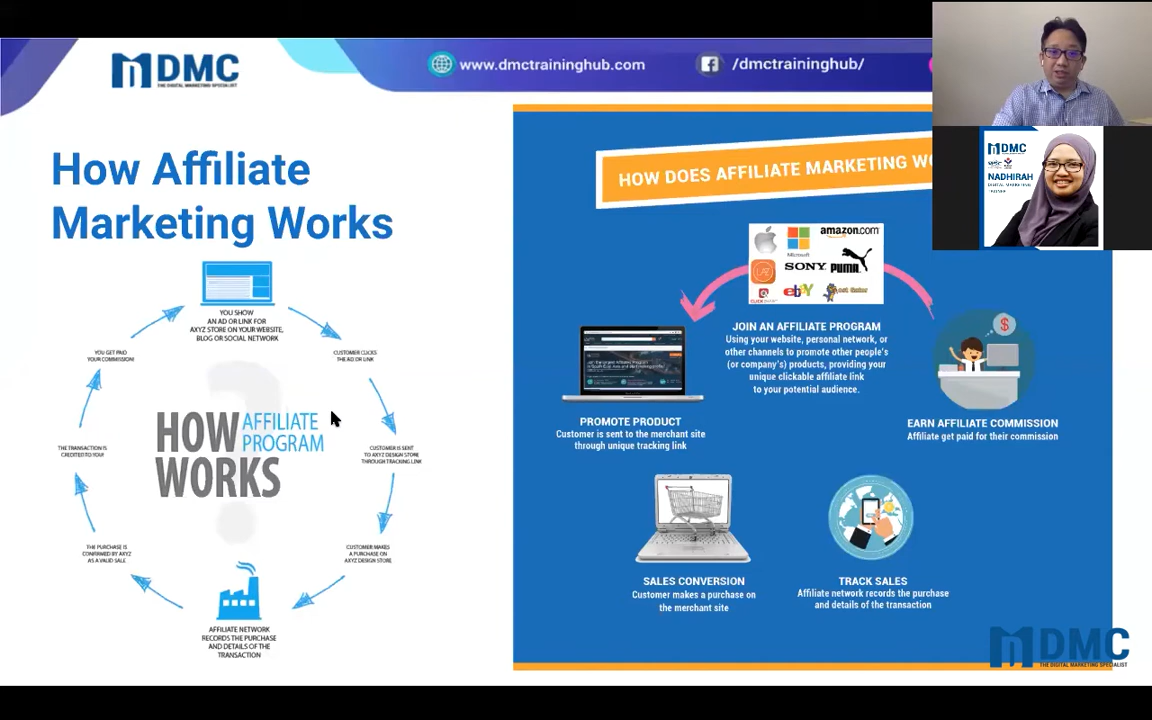 DMC
THE DIGITAL MARKETING SPECIALIST
www.dmctraininghub.com
/dmctraininghub/
How Affiliate
Marketing Works
YOU SHOW
AN AD OR LINK FOR
AXYZ STORE ON YOUR WEBSITE,
BLOG OR SOCIAL NETWORK
CUSTOMER CLICKS
THE AD OR LINK
CUSTOMER IS SENT
TO AXYZ DESIGN STORE
THROUGH TRACKING LINK
CUSTOMER MAKES
A PURCHASE ON
AXYZ DESIGN STORE
AFFILIATE NETWORK
RECORDS THE PURCHASE
AND DETAILS OF THE
TRANSACTION
THE PURCHASE IS
CONFIRMED BY AXYZ
AS A VALID SALE
THE TRANSACTION IS
CREDITED TO YOU!
YOU GET PAID
YOUR COMMISSION!
HOW AFFILIATE
PROGRAM
WORKS
HOW DOES AFFILIATE MARKETING WO
amazon.com
Microsoft
SONY
PUMA
ebay
JOIN AN AFFILIATE PROGRAM
Using your website, personal network, or
other channels to promote other people's
(or company's) products, providing your
unique clickable affiliate link
to your potential audience.
PROMOTE PRODUCT
Customer is sent to the merchant site
through unique tracking link
$
EARN AFFILIATE COMMISSION
Affiliate get paid for their commission
SALES CONVERSION
Customer makes a purchase on
the merchant site
TRACK SALES
Affiliate network records the purchase
and details of the transaction
DMC
THE DIGITAL MARKETING SPECIALIST
DMC
NADHIRAH
DIGITAL MARKETING